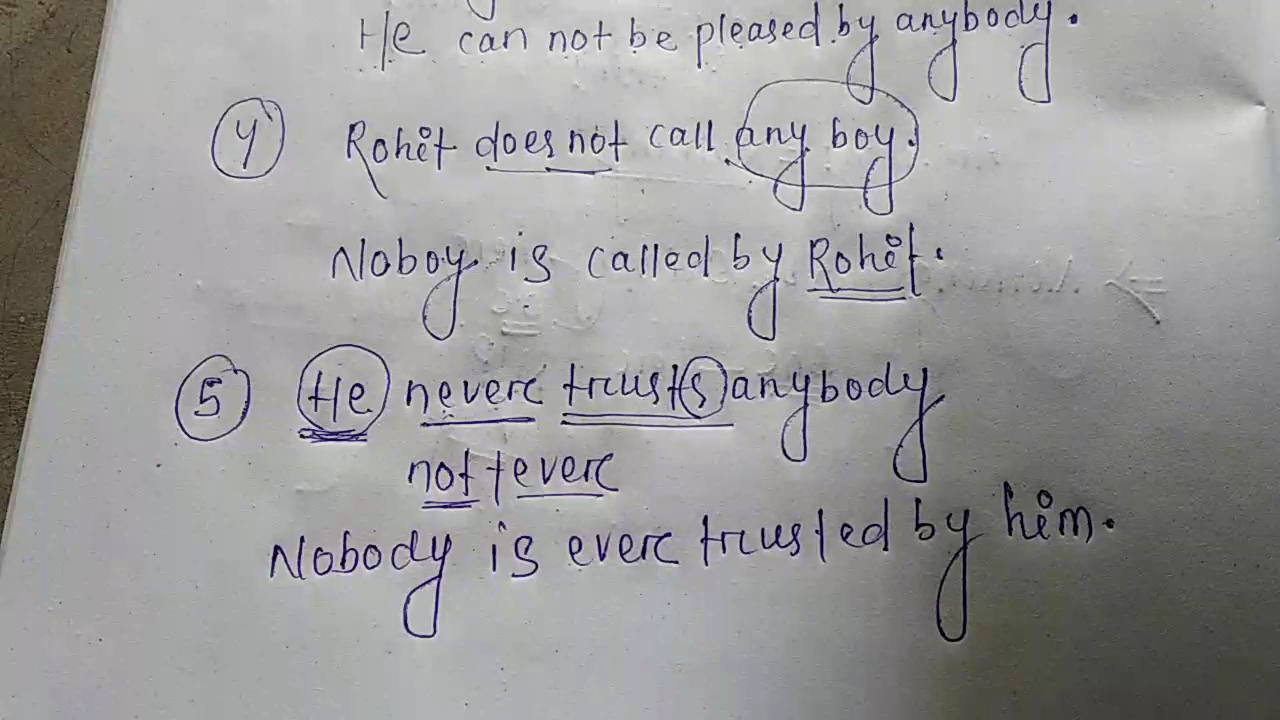 He can not be pleased by anybody.
4 Rohit does not call any boy.
Noboy is called by Rohit.
5 He never trusts anybody
not + ever
Nobody is ever trusted by him.